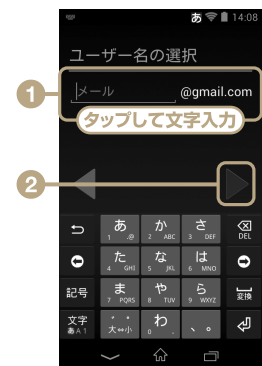 あ 14:08
ユーザー名の選択
1
メール @gmail.com
タップして文字入力
2
あ か さ DEL
1 .@ 2 ABC 3 DEF
た な は
4 GHI 5 JKL 6 MNO
記号 ま や ら 変換
7 PQRS 8 TUV 9 WXYZ
文字 わ 、。
あA1 大⇔小 0